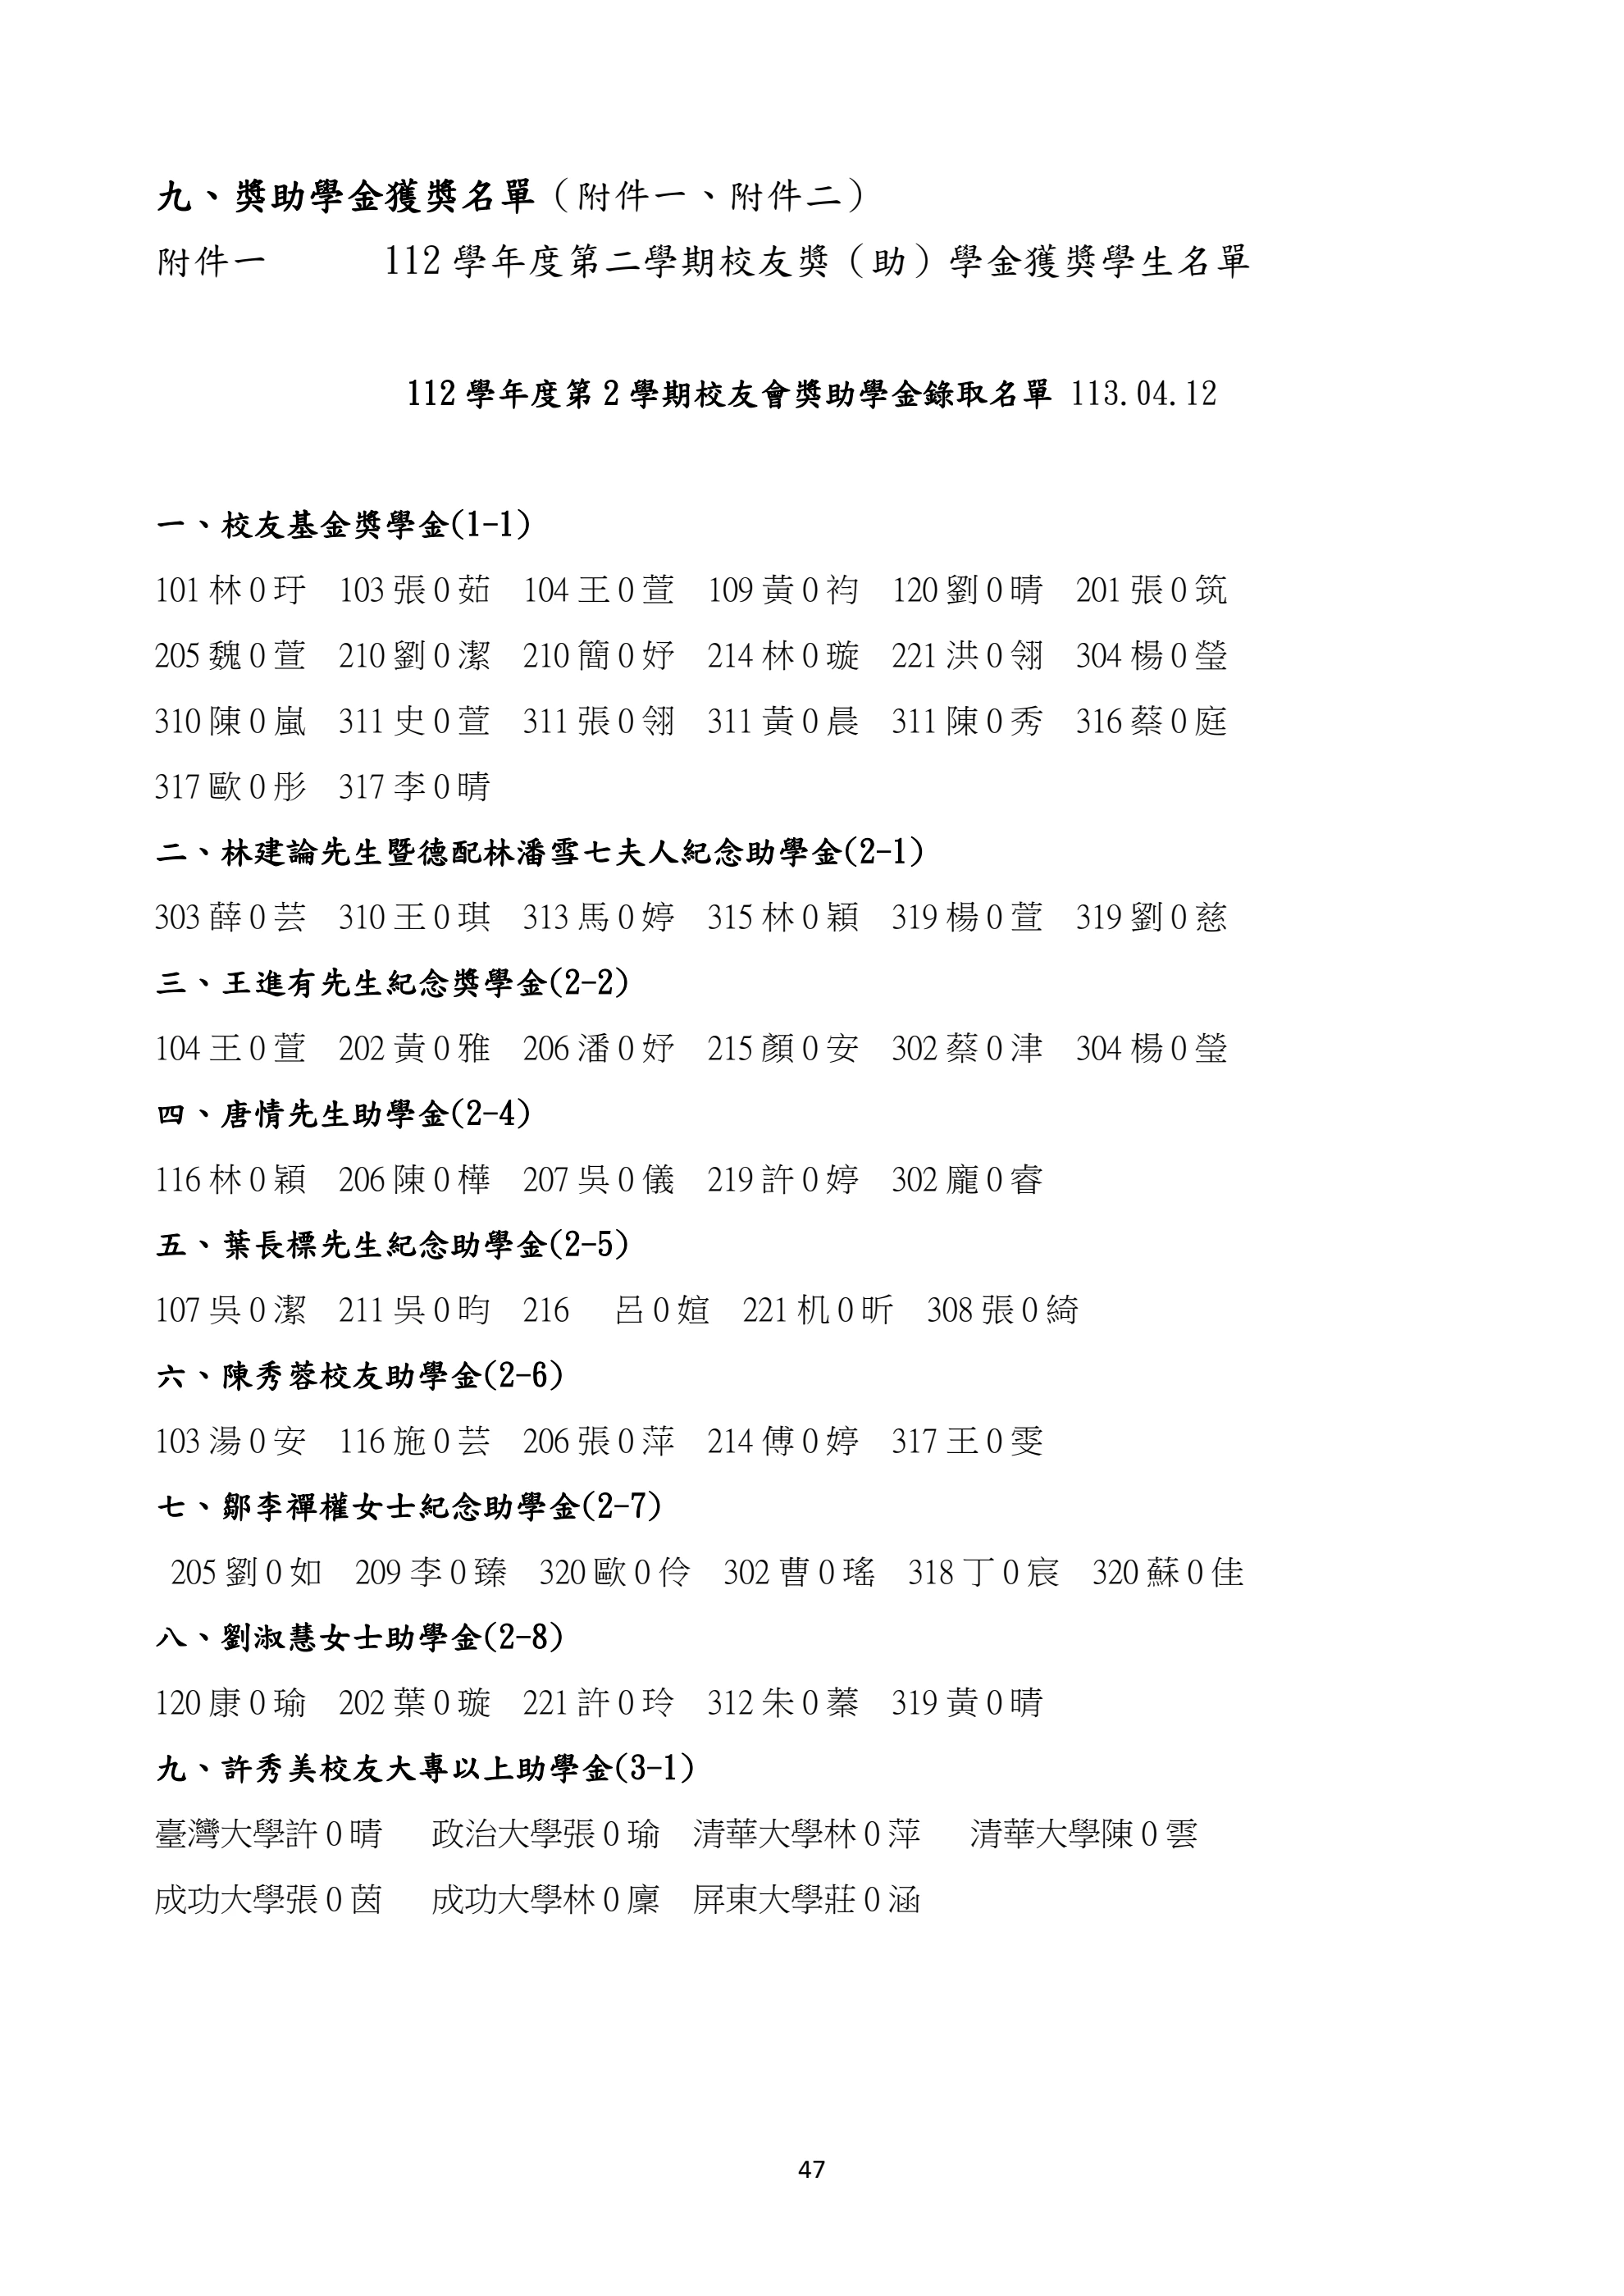 九、獎助學金獲獎名單（附件一、附件二）
附件一 112 學年度第二學期校友獎（助）學金獲獎學生名單
112 學年度第 2 學期校友會獎助學金錄取名單 113.04.12
一、校友基金獎學金(1-1)
101 林 0 玗 103 張 0 茹 104 王 0 萱 109 黃 0 袀 120 劉 0 晴 201 張 0 筑
205 魏 0 萱 210 劉 0 潔 210 簡 0 妤 214 林 0 璇 221 洪 0 翎 304 楊 0 瑩
310 陳 0 嵐 311 史 0 萱 311 張 0 翎 311 黃 0 晨 311 陳 0 秀 316 蔡 0 庭
317 歐 0 彤 317 李 0 晴
二、林建論先生暨德配林潘雪七夫人紀念助學金(2-1)
303 薛 0 芸 310 王 0 琪 313 馬 0 婷 315 林 0 穎 319 楊 0 萱 319 劉 0 慈
三、王進有先生紀念獎學金(2-2)
104 王 0 萱 202 黃 0 雅 206 潘 0 妤 215 顏 0 安 302 蔡 0 津 304 楊 0 瑩
四、唐情先生助學金(2-4)
116 林 0 穎 206 陳 0 樺 207 吳 0 儀 219 許 0 婷 302 龐 0 睿
五、葉長標先生紀念助學金(2-5)
107 吳 0 潔 211 吳 0 昀 216 呂 0 媗 221 机 0 昕 308 張 0 綺
六、陳秀蓉校友助學金(2-6)
103 湯 0 安 116 施 0 芸 206 張 0 萍 214 傅 0 婷 317 王 0 雯
七、鄒李禪權女士紀念助學金(2-7)
205 劉 0 如 209 李 0 臻 320 歐 0 伶 302 曹 0 瑤 318 丁 0 宸 320 蘇 0 佳
八、劉淑慧女士助學金(2-8)
120 康 0 瑜 202 葉 0 璇 221 許 0 玲 312 朱 0 蓁 319 黃 0 晴
九、許秀美校友大專以上助學金(3-1)
臺灣大學許 0 晴 政治大學張 0 瑜 清華大學林 0 萍 清華大學陳 0 雲
成功大學張 0 茵 成功大學林 0 廩 屏東大學莊 0 涵
47